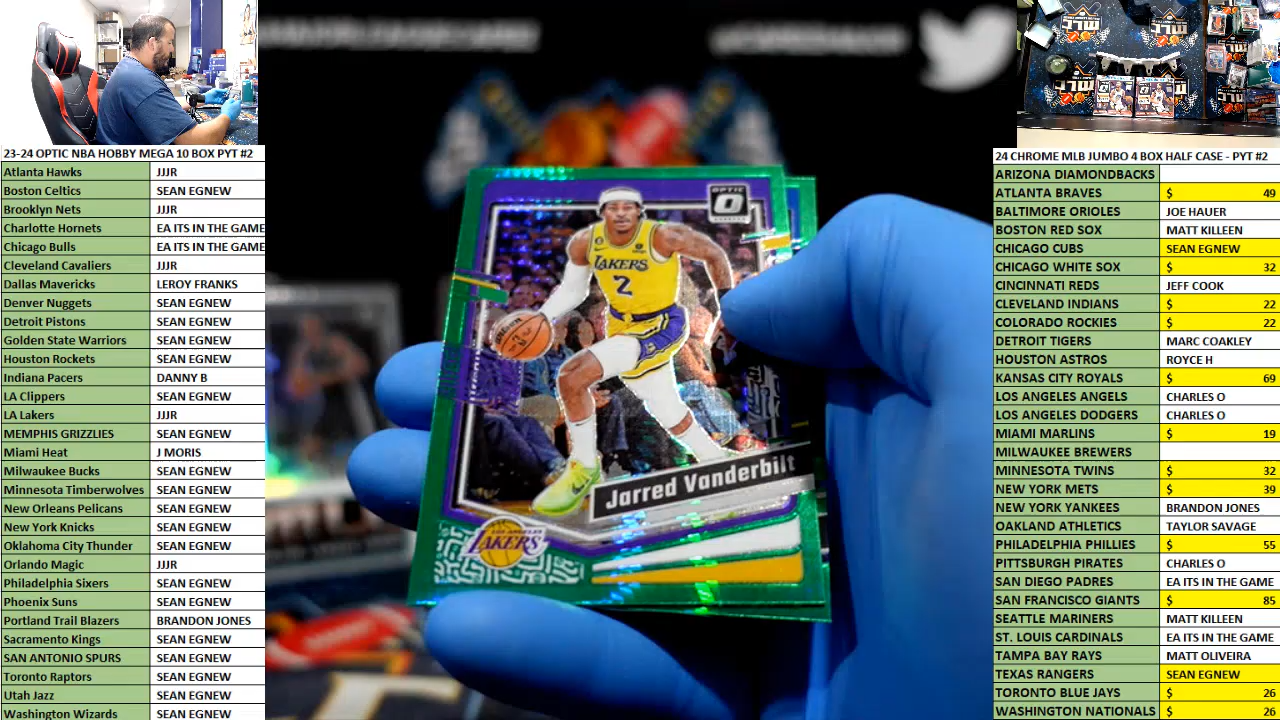 23-24 OPTIC NBA HOBBY MEGA 10 BOX PYT #2
Atlanta Hawks JJJR
Boston Celtics SEAN EGNEW
Brooklyn Nets JJJR
Charlotte Hornets EA ITS IN THE GAME
Chicago Bulls EA ITS IN THE GAME
Cleveland Cavaliers JJJR
Dallas Mavericks LEROY FRANKS
Denver Nuggets SEAN EGNEW
Detroit Pistons SEAN EGNEW
Golden State Warriors SEAN EGNEW
Houston Rockets SEAN EGNEW
Indiana Pacers DANNY B
LA Clippers SEAN EGNEW
LA Lakers JJJR
MEMPHIS GRIZZLIES SEAN EGNEW
Miami Heat J MORIS
Milwaukee Bucks SEAN EGNEW
Minnesota Timberwolves SEAN EGNEW
New Orleans Pelicans SEAN EGNEW
New York Knicks SEAN EGNEW
Oklahoma City Thunder SEAN EGNEW
Orlando Magic JJJR
Philadelphia Sixers SEAN EGNEW
Phoenix Suns SEAN EGNEW
Portland Trail Blazers BRANDON JONES
Sacramento Kings SEAN EGNEW
SAN ANTONIO SPURS SEAN EGNEW
Toronto Raptors SEAN EGNEW
Utah Jazz SEAN EGNEW
Washington Wizards SEAN EGNEW
OPTIC
LAKERS
2
Jarred Vanderbilt
LOS ANGELES
LAKERS
24 CHROME MLB JUMBO 4 BOX HALF CASE - PYT #2
ARIZONA DIAMONDBACKS
ATLANTA BRAVES $ 49
BALTIMORE ORIOLES JOE HAUER
BOSTON RED SOX MATT KILLEEN
CHICAGO CUBS SEAN EGNEW
CHICAGO WHITE SOX $ 32
CINCINNATI REDS JEFF COOK
CLEVELAND INDIANS $ 22
COLORADO ROCKIES $ 22
DETROIT TIGERS MARC COAKLEY
HOUSTON ASTROS ROYCE H
KANSAS CITY ROYALS $ 69
LOS ANGELES ANGELS CHARLES O
LOS ANGELES DODGERS CHARLES O
MIAMI MARLINS $ 19
MILWAUKEE BREWERS
MINNESOTA TWINS $ 32
NEW YORK METS $ 39
NEW YORK YANKEES BRANDON JONES
OAKLAND ATHLETICS TAYLOR SAVAGE
PHILADELPHIA PHILLIES $ 55
PITTSBURGH PIRATES CHARLES O
SAN DIEGO PADRES EA ITS IN THE GAME
SAN FRANCISCO GIANTS $ 85
SEATTLE MARINERS MATT KILLEEN
ST. LOUIS CARDINALS EA ITS IN THE GAME
TAMPA BAY RAYS MATT OLIVEIRA
TEXAS RANGERS SEAN EGNEW
TORONTO BLUE JAYS $ 26
WASHINGTON NATIONALS $ 26